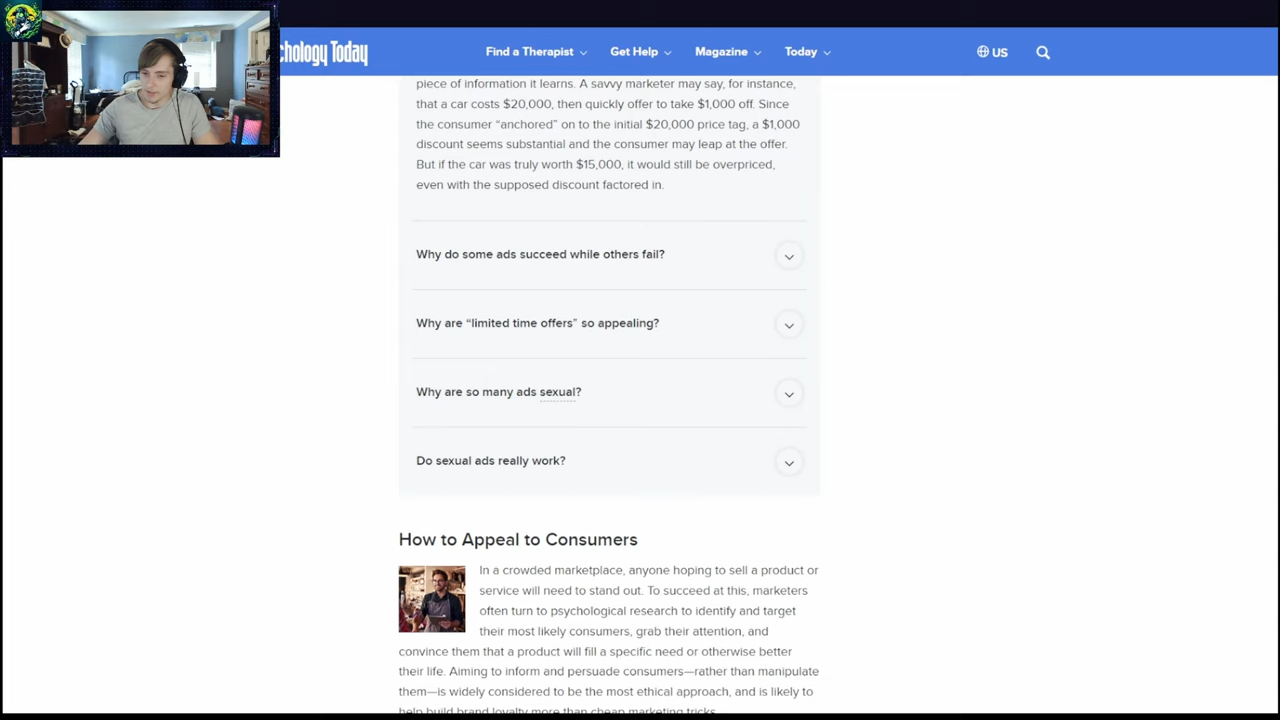 chology Today
Find a Therapist
Get Help
Magazine
Today
US
piece of information it learns. A savvy marketer may say, for instance,
that a car costs $20,000, then quickly offer to take $1,000 off. Since
the consumer “anchored” on to the initial $20,000 price tag, a $1,000
discount seems substantial and the consumer may leap at the offer.
But if the car was truly worth $15,000, it would still be overpriced,
even with the supposed discount factored in.
Why do some ads succeed while others fail?
Why are “limited time offers” so appealing?
Why are so many ads sexual?
Do sexual ads really work?
How to Appeal to Consumers
In a crowded marketplace, anyone hoping to sell a product or
service will need to stand out. To succeed at this, marketers
often turn to psychological research to identify and target
their most likely consumers, grab their attention, and
convince them that a product will fill a specific need or otherwise better
their life. Aiming to inform and persuade consumers—rather than manipulate
them—is widely considered to be the most ethical approach, and is likely to
help build brand loyalty more than cheap marketing tricks.